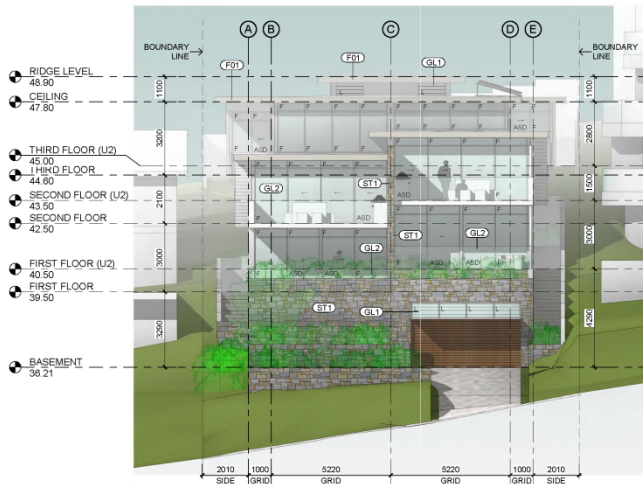 A B C D E
BOUNDARY
LINE
BOUNDARY
LINE
F01
F01
GL1
RIDGE LEVEL
48.90
CEILING
47.80
THIRD FLOOR (U2)
45.00
THIRD FLOOR
44.60
SECOND FLOOR (U2)
43.50
SECOND FLOOR
42.50
FIRST FLOOR (U2)
40.50
FIRST FLOOR
39.50
BASEMENT
36.21
1100
3200
2100
3000
3290
1100
2800
1500
3000
4290
F F F F F F F F F F
ASD
ASD
F F F F F F
ASD
GL2
ST1
ASD
ST1
GL2
GL2
F ASD ASD F
F ASD ASD F
ST1
GL1
L L L
2010 1000 5220 5220 1000 2010
SIDE GRID GRID GRID GRID SIDE